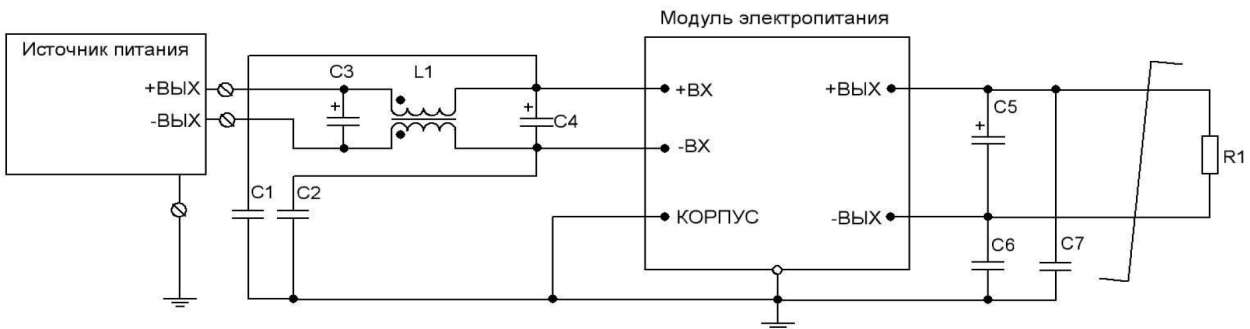 Модуль электропитания
Источник питания
+ВЫХ
-ВЫХ
C3
+
L1
+
C4
C1
C2
+ВХ
-ВХ
КОРПУС
+ВЫХ
-ВЫХ
C5
+
C6
C7
R1